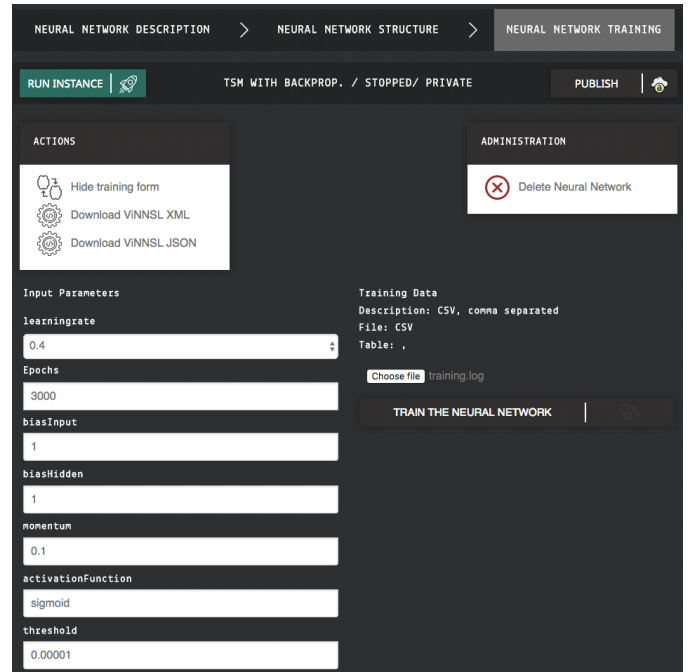 NEURAL NETWORK DESCRIPTION
NEURAL NETWORK STRUCTURE
NEURAL NETWORK TRAINING
RUN INSTANCE
TSM WITH BACKPROP. / STOPPED/ PRIVATE
PUBLISH
ACTIONS
Hide training form
Download ViNNSL XML
Download ViNNSL JSON
ADMINISTRATION
Delete Neural Network
Input Parameters
learningrate
0.4
Epochs
3000
biasInput
1
biasHidden
1
momentum
0.1
activationFunction
sigmoid
threshold
0.00001
Training Data
Description: CSV, comma separated
File: CSV
Table: ,
Choose file training.log
TRAIN THE NEURAL NETWORK